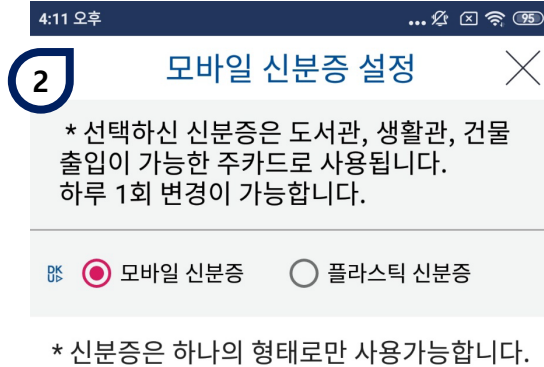 4:11 오후 ... 95
2
모바일 신분증 설정
* 선택하신 신분증은 도서관, 생활관, 건물
출입이 가능한 주카드로 사용됩니다.
하루 1회 변경이 가능합니다.
모바일 신분증 플라스틱 신분증
* 신분증은 하나의 형태로만 사용가능합니다.